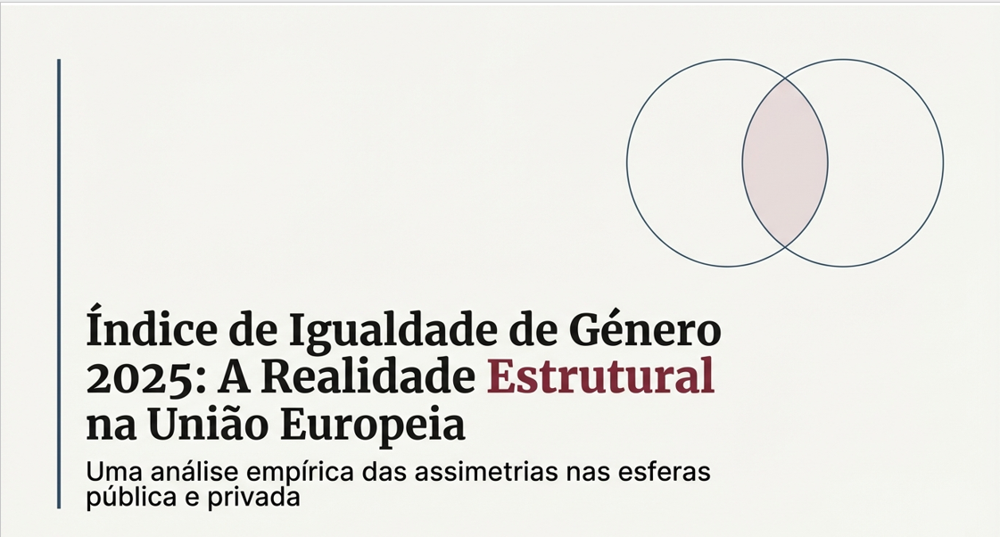 Índice de Igualdade de Género
2025: A Realidade Estrutural
na União Europeia
Uma análise empírica das assimetrias nas esferas
pública e privada